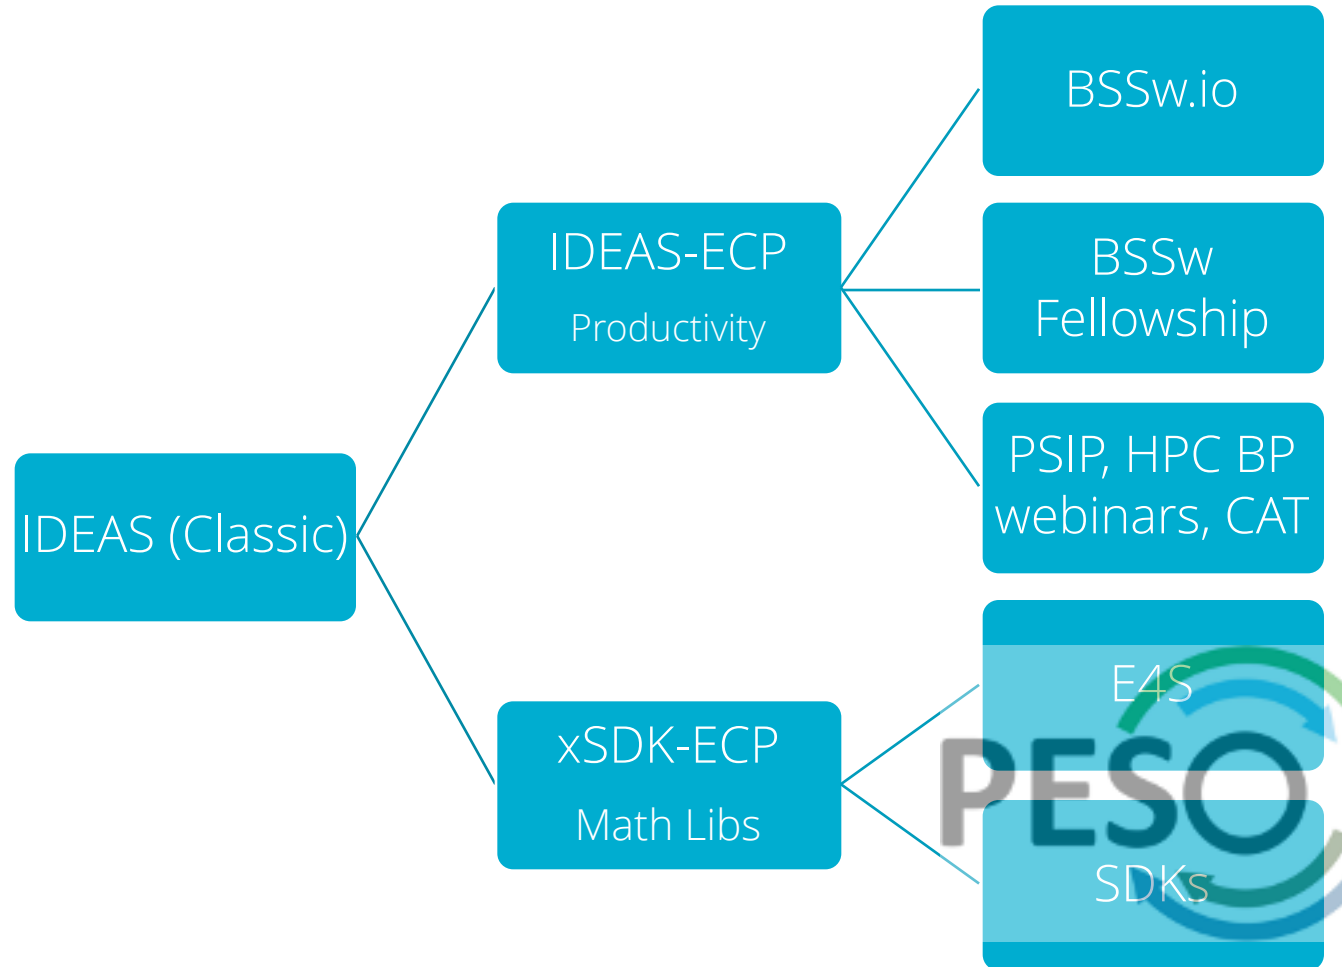 BSSw.io
IDEAS-ECP
Productivity
BSSw
Fellowship
PSIP, HPC BP
webinars, CAT
IDEAS (Classic)
xSDK-ECP
Math Libs
E4S
PESO
SDKs